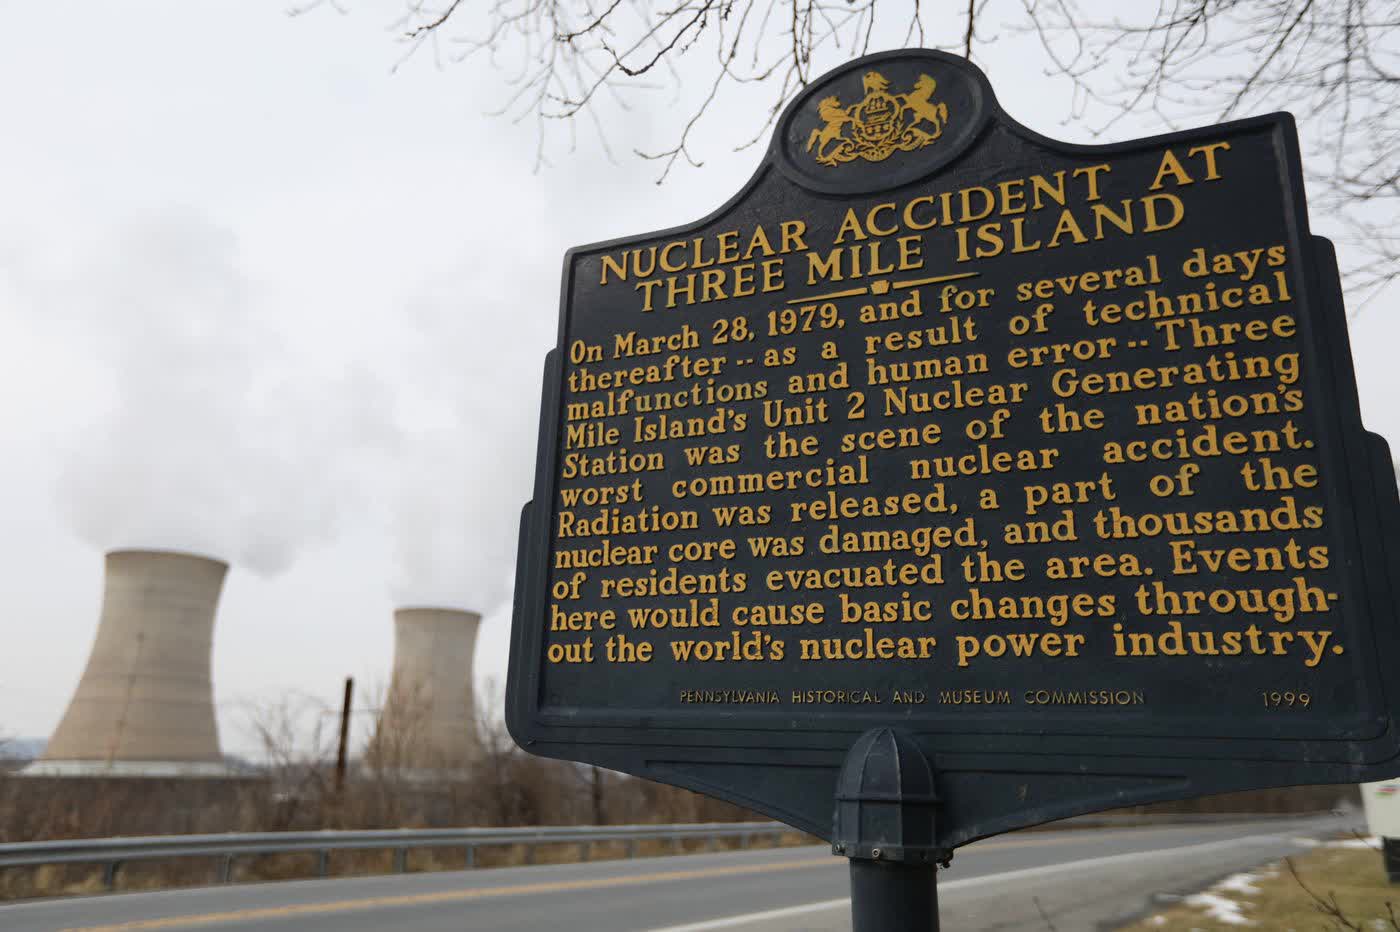 NUCLEAR ACCIDENT AT
THREE MILE ISLAND
On March 28, 1979, and for several days
thereafter -- as a result of technical
malfunctions and human error -- Three
Mile Island's Unit 2 Nuclear Generating
Station was the scene of the nation's
worst commercial nuclear accident.
Radiation was released, a part of the
nuclear core was damaged, and thousands
of residents evacuated the area. Events
here would cause basic changes through-
out the world's nuclear power industry.
PENNSYLVANIA HISTORICAL AND MUSEUM COMMISSION 1999